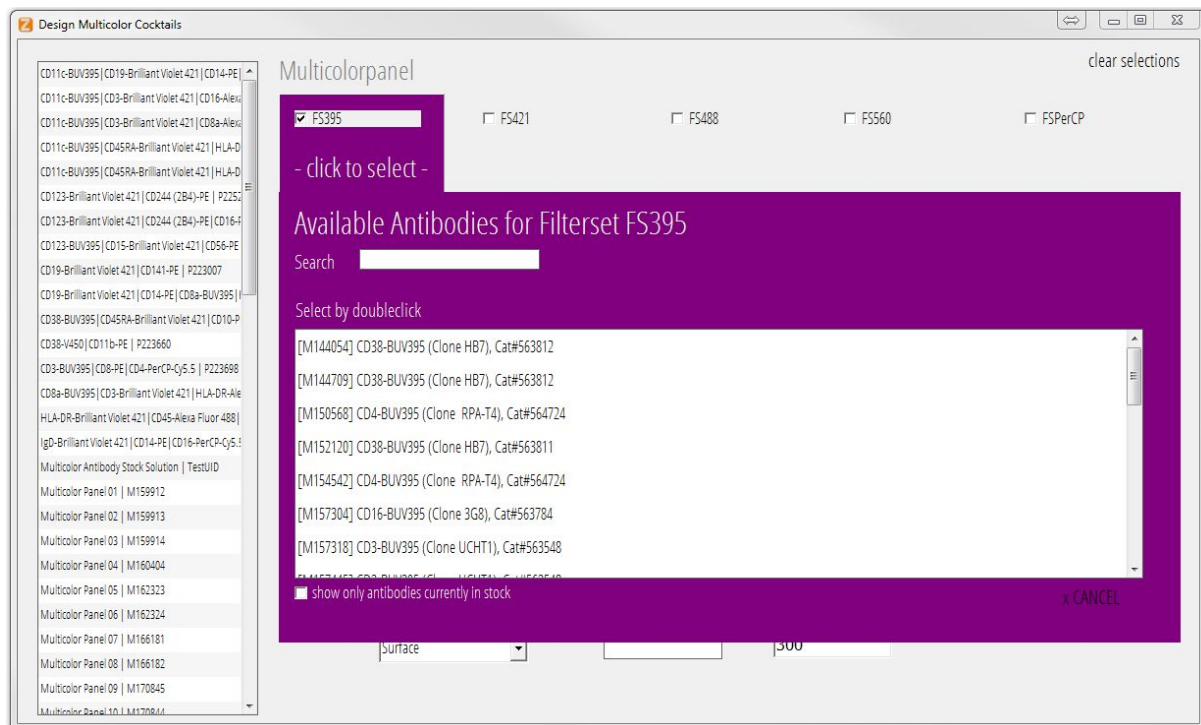 Design Multicolor Cocktails
clear selections
CD11c-BUV395|CD19-Brilliant Violet 421|CD14-PE|
CD11c-BUV395|CD3-Brilliant Violet 421|CD16-Alexa
CD11c-BUV395|CD3-Brilliant Violet 421|CD8a-Alexa
CD11c-BUV395|CD45RA-Brilliant Violet 421|HLA-D
CD11c-BUV395|CD45RA-Brilliant Violet 421|HLA-D
CD123-Brilliant Violet 421|CD244 (2B4)-PE | P2252
CD123-Brilliant Violet 421|CD244 (2B4)-PE|CD16-F
CD123-BUV395|CD15-Brilliant Violet 421|CD56-PE
CD19-Brilliant Violet 421|CD141-PE | P223007
CD19-Brilliant Violet 421|CD14-PE|CD8a-BUV395|
CD38-BUV395|CD45RA-Brilliant Violet 421|CD10-P
CD38-V450|CD11b-PE | P223660
CD3-BUV395|CD8-PE|CD4-PerCP-Cy5.5 | P223698
CD8a-BUV395|CD3-Brilliant Violet 421|HLA-DR-Ale
HLA-DR-Brilliant Violet 421|CD45-Alexa Fluor 488|
IgD-Brilliant Violet 421|CD14-PE|CD16-PerCP-Cy5.5
Multicolor Antibody Stock Solution | TestUID
Multicolor Panel 01 | M159912
Multicolor Panel 02 | M159913
Multicolor Panel 03 | M159914
Multicolor Panel 04 | M160404
Multicolor Panel 05 | M162323
Multicolor Panel 06 | M162324
Multicolor Panel 07 | M166181
Multicolor Panel 08 | M166182
Multicolor Panel 09 | M170845
Multicolor Panel 10 | M170844
Multicolorpanel
FS395 FS421 FS488 FS560 FSPerCP
- click to select -
Available Antibodies for Filterset FS395
Search
Select by doubleclick
[M144054] CD38-BUV395 (Clone HB7), Cat#563812
[M144709] CD38-BUV395 (Clone HB7), Cat#563812
[M150568] CD4-BUV395 (Clone RPA-T4), Cat#564724
[M152120] CD38-BUV395 (Clone HB7), Cat#563811
[M154542] CD4-BUV395 (Clone RPA-T4), Cat#564724
[M157304] CD16-BUV395 (Clone 3G8), Cat#563784
[M157318] CD3-BUV395 (Clone UCHT1), Cat#563548
show only antibodies currently in stock
x CANCEL
Surface 300